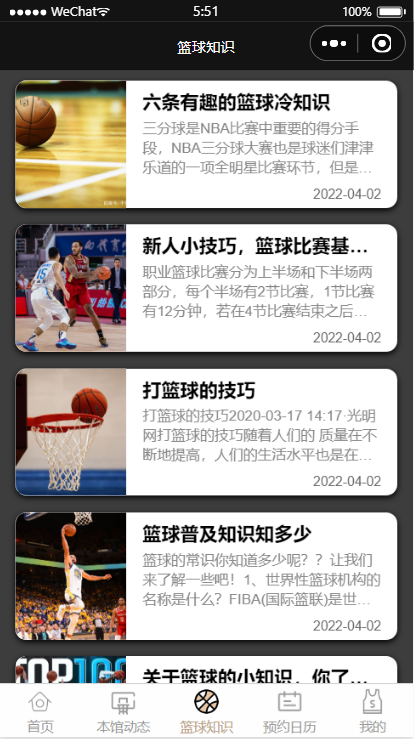 WeChat 5:51 100%
篮球知识
六条有趣的篮球冷知识
三分球是NBA比赛中重要的得分手
段，NBA三分球大赛也是球迷们津津
乐道的一项全明星比赛环节，但是…
2022-04-02
新人小技巧，篮球比赛基…
职业篮球比赛分为上半场和下半场两
部分，每个半场有2节比赛，1节比赛
有12分钟，若在4节比赛结束之后…
2022-04-02
打篮球的技巧
打篮球的技巧2020-03-17 14:17·光明
网打篮球的技巧随着人们的 质量在不
断地提高，人们的生活水平也是在…
2022-04-02
篮球普及知识知多少
篮球的常识你知道多少呢？？让我们
来了解一些吧！1、世界性篮球机构的
名称是什么？FIBA(国际篮联)是世…
2022-04-02
TOP100
关于篮球的小知识，你了…
首页 本馆动态 篮球知识 预约日历 我的